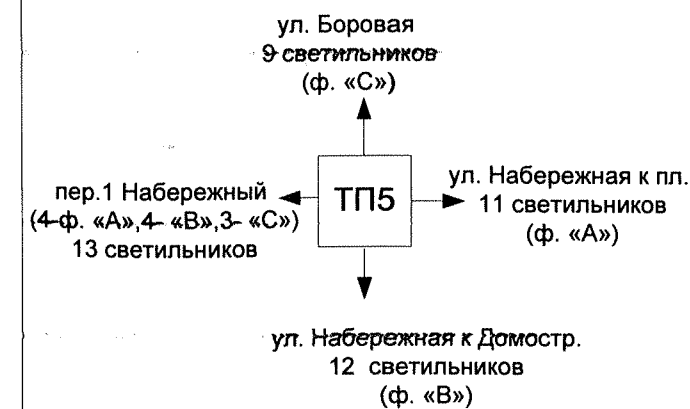 ул. Боровая
9 светильников
(ф. «С»)
пер.1 Набережный
(4-ф. «А»,4- «В»,3- «С»)
13 светильников
ТП5
ул. Набережная к пл.
11 светильников
(ф. «А»)
ул. Набережная к Домостр.
12 светильников
(ф. «В»)